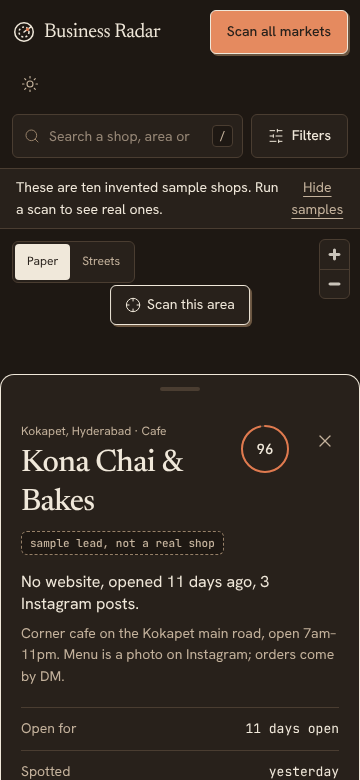 Business Radar
Scan all markets
Search a shop, area or
/
Filters
These are ten invented sample shops. Run
a scan to see real ones.
Hide
samples
Paper
Streets
Scan this area
Kokapet, Hyderabad · Cafe
96
Kona Chai &
Bakes
sample lead, not a real shop
No website, opened 11 days ago, 3
Instagram posts.
Corner cafe on the Kokapet main road, open 7am–
11pm. Menu is a photo on Instagram; orders come
by DM.
Open for
11 days open
Spotted
yesterday